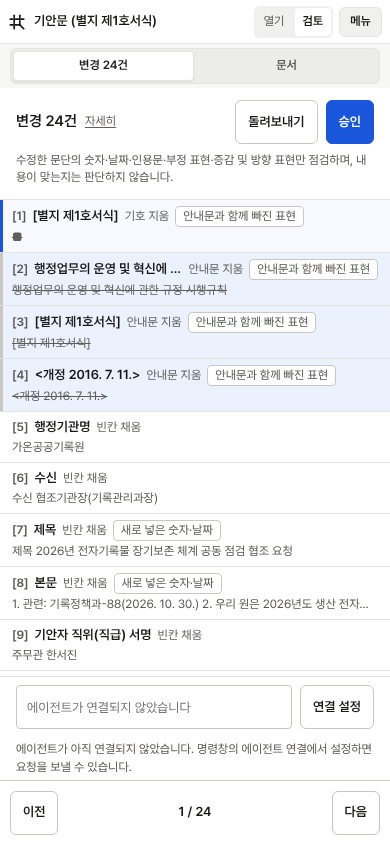 기안문 (별지 제1호서식)
열기 검토 메뉴
변경 24건 문서
변경 24건 자세히 돌려보내기 승인
수정한 문단의 숫자·날짜·인용문·부정 표현·증감 및 방향 표현만 점검하며, 내
용이 맞는지는 판단하지 않습니다.
[1] [별지 제1호서식] 기호 지움 안내문과 함께 빠진 표현
[2] 행정업무의 운영 및 혁신에 ... 안내문 지움 안내문과 함께 빠진 표현
행정업무의 운영 및 혁신에 관한 규정 시행규칙
[3] [별지 제1호서식] 안내문 지움 안내문과 함께 빠진 표현
[별지 제1호서식]
[4] <개정 2016. 7. 11.> 안내문 지움 안내문과 함께 빠진 표현
<개정 2016. 7. 11.>
[5] 행정기관명 빈칸 채움
가온공공기록원
[6] 수신 빈칸 채움
수신 협조기관장(기록관리과장)
[7] 제목 빈칸 채움 새로 넣은 숫자·날짜
제목 2026년 전자기록물 장기보존 체계 공동 점검 협조 요청
[8] 본문 빈칸 채움 새로 넣은 숫자·날짜
1. 관련: 기록정책과-88(2026. 10. 30.) 2. 우리 원은 2026년도 생산 전자...
[9] 기안자 직위(직급) 서명 빈칸 채움
주무관 한서진
에이전트가 연결되지 않았습니다 연결 설정
에이전트가 아직 연결되지 않았습니다. 명령창의 에이전트 연결에서 설정하면
요청을 보낼 수 있습니다.
이전 1 / 24 다음